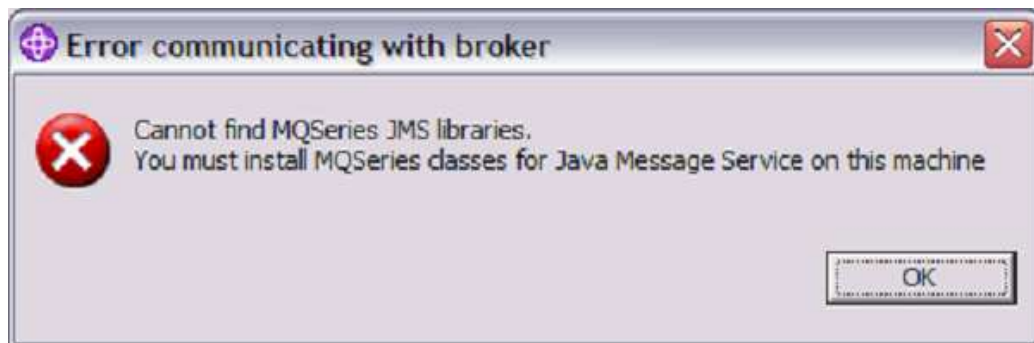 Error communicating with broker
Cannot find MQSeries JMS libraries.
You must install MQSeries classes for Java Message Service on this machine
OK